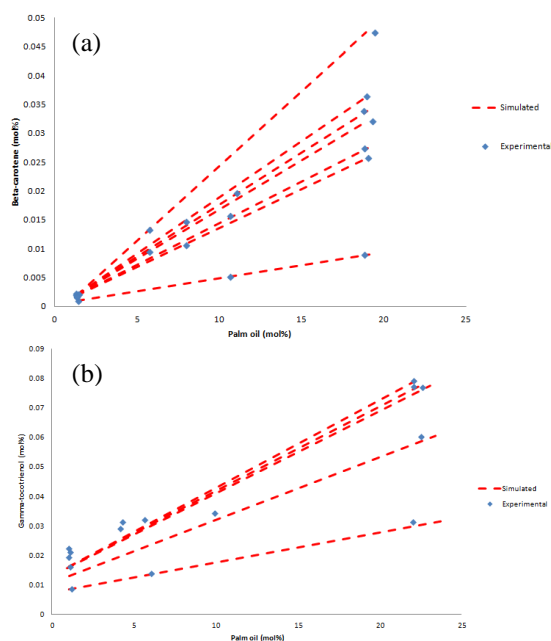 (a)
0.05
0.045
0.04
0.035
0.03
0.025
0.02
0.015
0.01
0.005
0
Beta-carotene (mol%)
0 5 10 15 20 25
Palm oil (mol%)
Simulated
Experimental
(b)
0.09
0.08
0.07
0.06
0.05
0.04
0.03
0.02
0.01
0
Gamma-tocotrienol (mol%)
0 5 10 15 20 25
Palm oil (mol%)
Simulated
Experimental